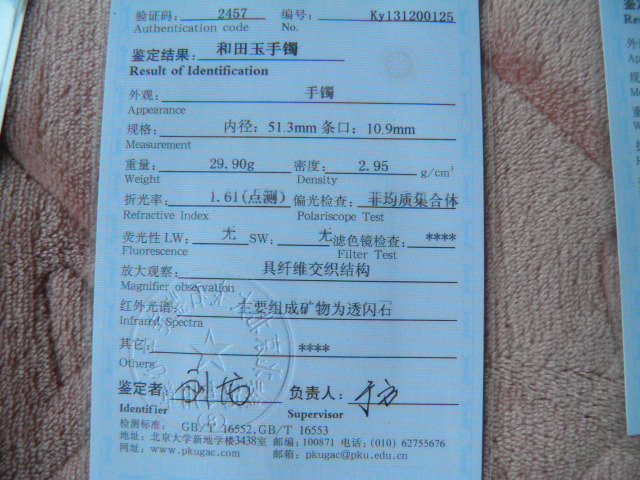 验证码: 2457 编号: Ky131200125
Authentication code No.
鉴定结果: 和田玉手镯
Result of Identification
外观: 手镯
Appearance
规格: 内径: 51.3mm 条口: 10.9mm
Measurement
重量: 29.90g 密度: 2.95 g/cm³
Weight Density
折光率: 1.61(点测) 偏光检查: 非均质集合体
Refractive Index Polariscope Test
荧光性 LW: 无 SW: 无 滤色镜检查: ****
Fluorescence Filter Test
放大观察: 具纤维交织结构
Magnifier observation
红外光谱: 主要组成矿物为透闪石
Infrared Spectra
其它: ****
Others
鉴定者: 负责人:
Identifier Supervisor
检测标准: GB/T 16552, GB/T 16553
地址: 北京大学新地学楼3438室 邮编: 100871 电话: (010) 62755676
网址: www.pkugac.com 邮箱: pkugac@pku.edu.cn